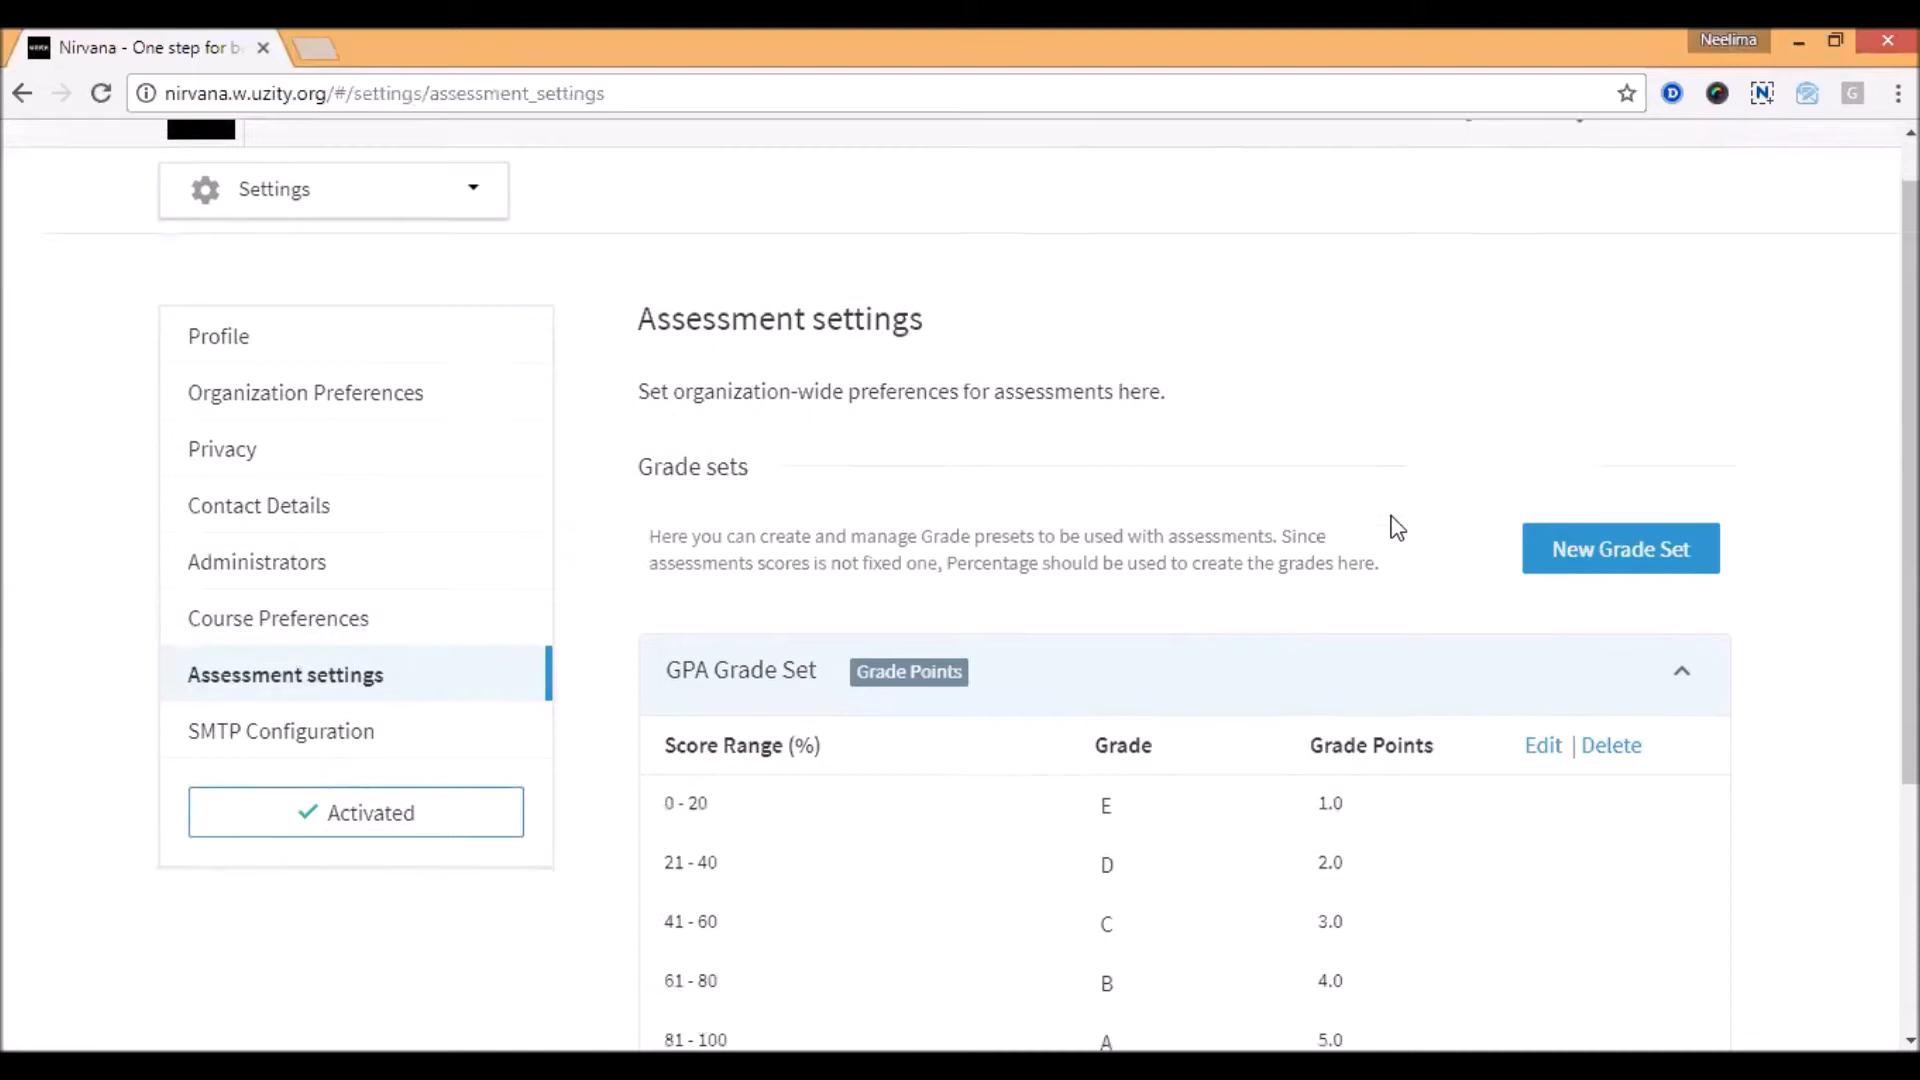 Nirvana - One step for b
Neelima
nirvana.w.uzity.org/#/settings/assessment_settings
Settings
Profile
Organization Preferences
Privacy
Contact Details
Administrators
Course Preferences
Assessment settings
SMTP Configuration
Activated
Assessment settings
Set organization-wide preferences for assessments here.
Grade sets
Here you can create and manage Grade presets to be used with assessments. Since
assessments scores is not fixed one, Percentage should be used to create the grades here.
New Grade Set
GPA Grade Set Grade Points
Score Range (%) Grade Grade Points Edit | Delete
0 - 20 E 1.0
21 - 40 D 2.0
41 - 60 C 3.0
61 - 80 B 4.0
81 - 100 A 5.0